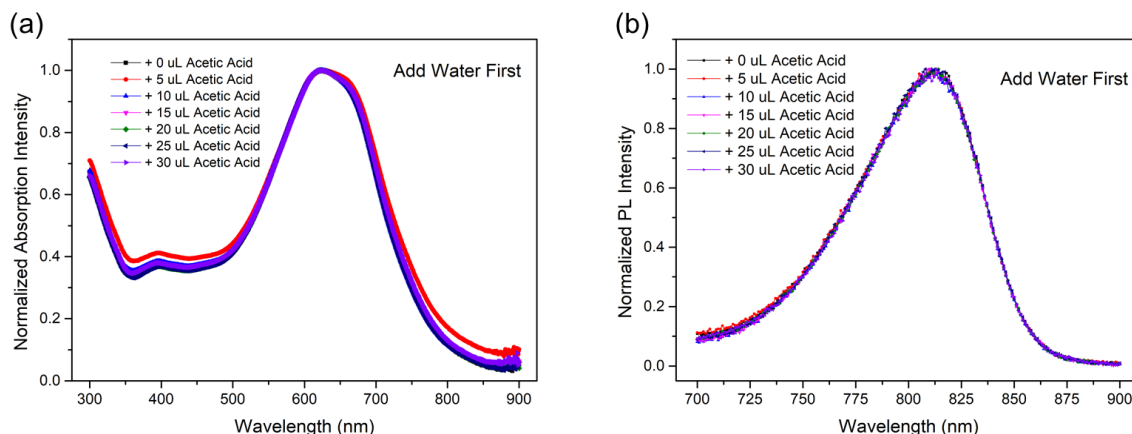 (a)
Normalized Absorption Intensity
1.0
0.8
0.6
0.4
0.2
0.0
+ 0 uL Acetic Acid
+ 5 uL Acetic Acid
+ 10 uL Acetic Acid
+ 15 uL Acetic Acid
+ 20 uL Acetic Acid
+ 25 uL Acetic Acid
+ 30 uL Acetic Acid
Add Water First
300 400 500 600 700 800 900
Wavelength (nm)
(b)
Normalized PL Intensity
1.0
0.8
0.6
0.4
0.2
0.0
+ 0 uL Acetic Acid
+ 5 uL Acetic Acid
+ 10 uL Acetic Acid
+ 15 uL Acetic Acid
+ 20 uL Acetic Acid
+ 25 uL Acetic Acid
+ 30 uL Acetic Acid
Add Water First
700 725 750 775 800 825 850 875 900
Wavelength (nm)